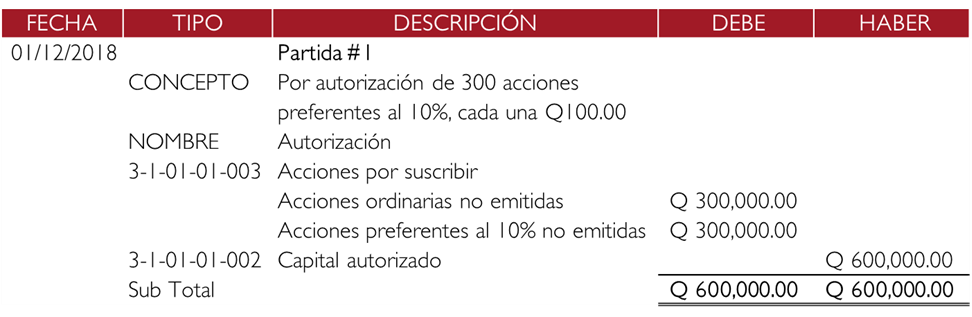 FECHA TIPO DESCRIPCIÓN DEBE HABER
01/12/2018 Partida #1
CONCEPTO Por autorización de 300 acciones
preferentes al 10%, cada una Q100.00
NOMBRE Autorización
3-1-01-01-003 Acciones por suscribir
Acciones ordinarias no emitidas Q 300,000.00
Acciones preferentes al 10% no emitidas Q 300,000.00
3-1-01-01-002 Capital autorizado Q 600,000.00
Sub Total Q 600,000.00 Q 600,000.00